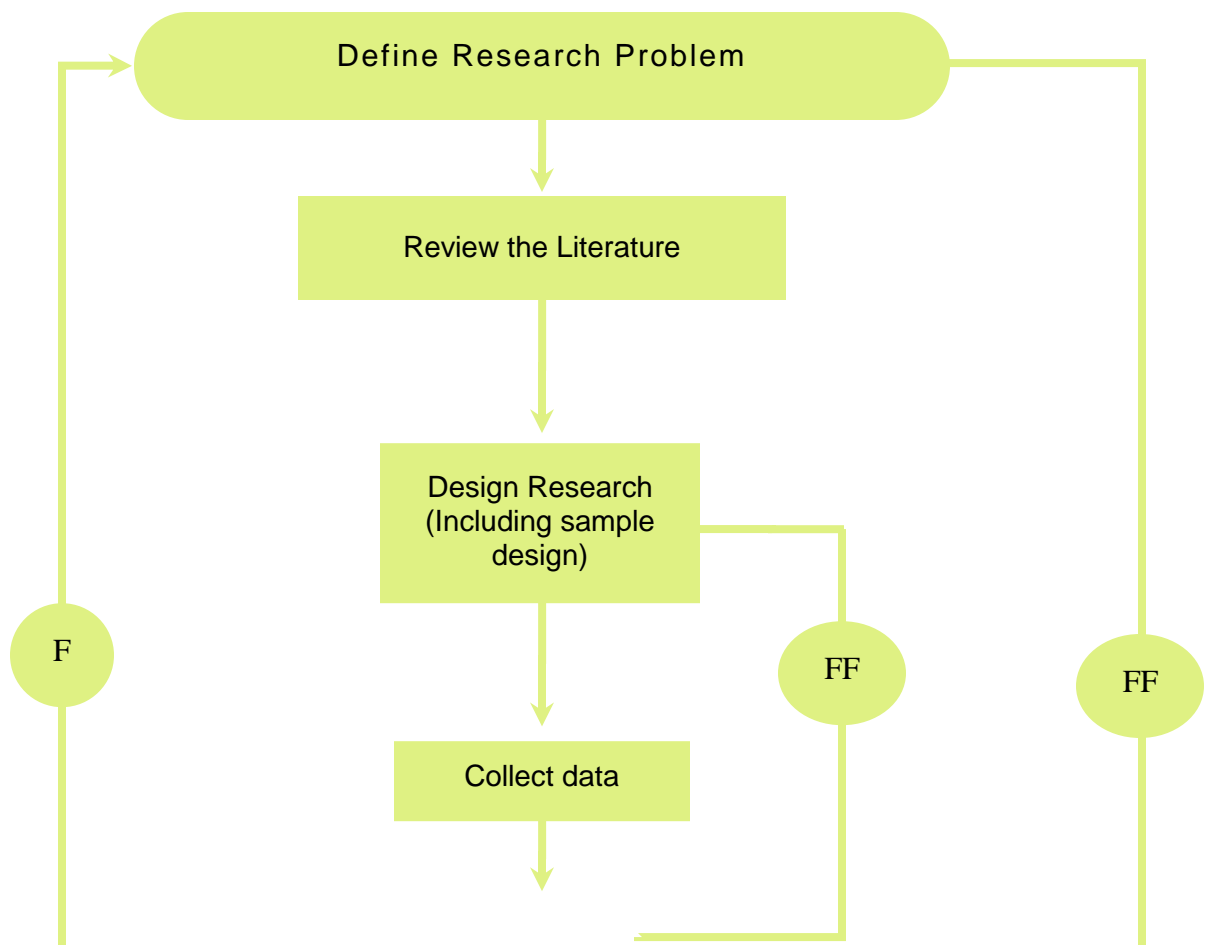 Define Research Problem
Review the Literature
Design Research
(Including sample
design)
F
FF
FF
Collect data